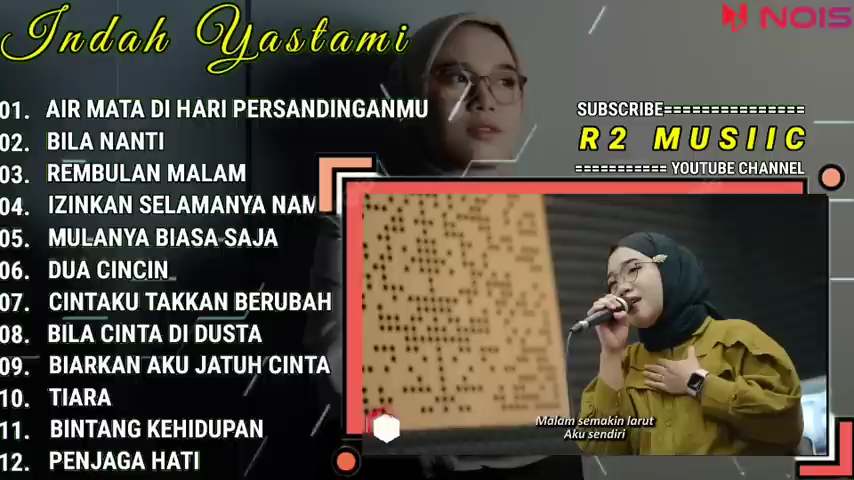 Indah Yastami
NOIS
01. AIR MATA DI HARI PERSANDINGANMU
02. BILA NANTI
03. REMBULAN MALAM
04. IZINKAN SELAMANYA NAM
05. MULANYA BIASA SAJA
06. DUA CINCIN
07. CINTAKU TAKKAN BERUBAH
08. BILA CINTA DI DUSTA
09. BIARKAN AKU JATUH CINTA
10. TIARA
11. BINTANG KEHIDUPAN
12. PENJAGA HATI
SUBSCRIBE===============
R2 MUSIIC
=========== YOUTUBE CHANNEL
Malam semakin larut
Aku sendiri